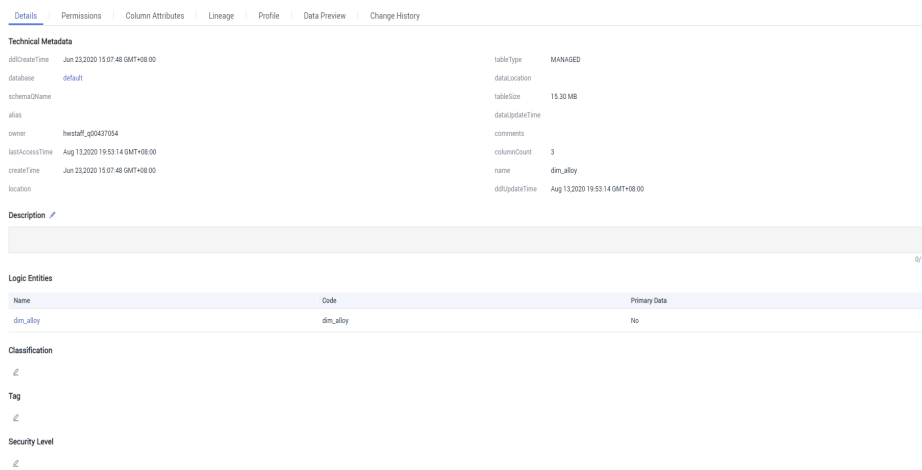 Details Permissions Column Attributes Lineage Profile Data Preview Change History
Technical Metadata
ddlCreateTime Jun 23,2020 15:07:48 GMT+08:00 tableType MANAGED
database default dataLocation
schemaQName tableSize 15.30 MB
alias dataUpdateTime
owner hwstaff_q00437054 comments
lastAccessTime Aug 13,2020 19:53:14 GMT+08:00 columnCount 3
createTime Jun 23,2020 15:07:48 GMT+08:00 name dim_alloy
location ddlUpdateTime Aug 13,2020 19:53:14 GMT+08:00
Description
0/
Logic Entities
Name Code Primary Data
dim_alloy dim_alloy No
Classification
Tag
Security Level